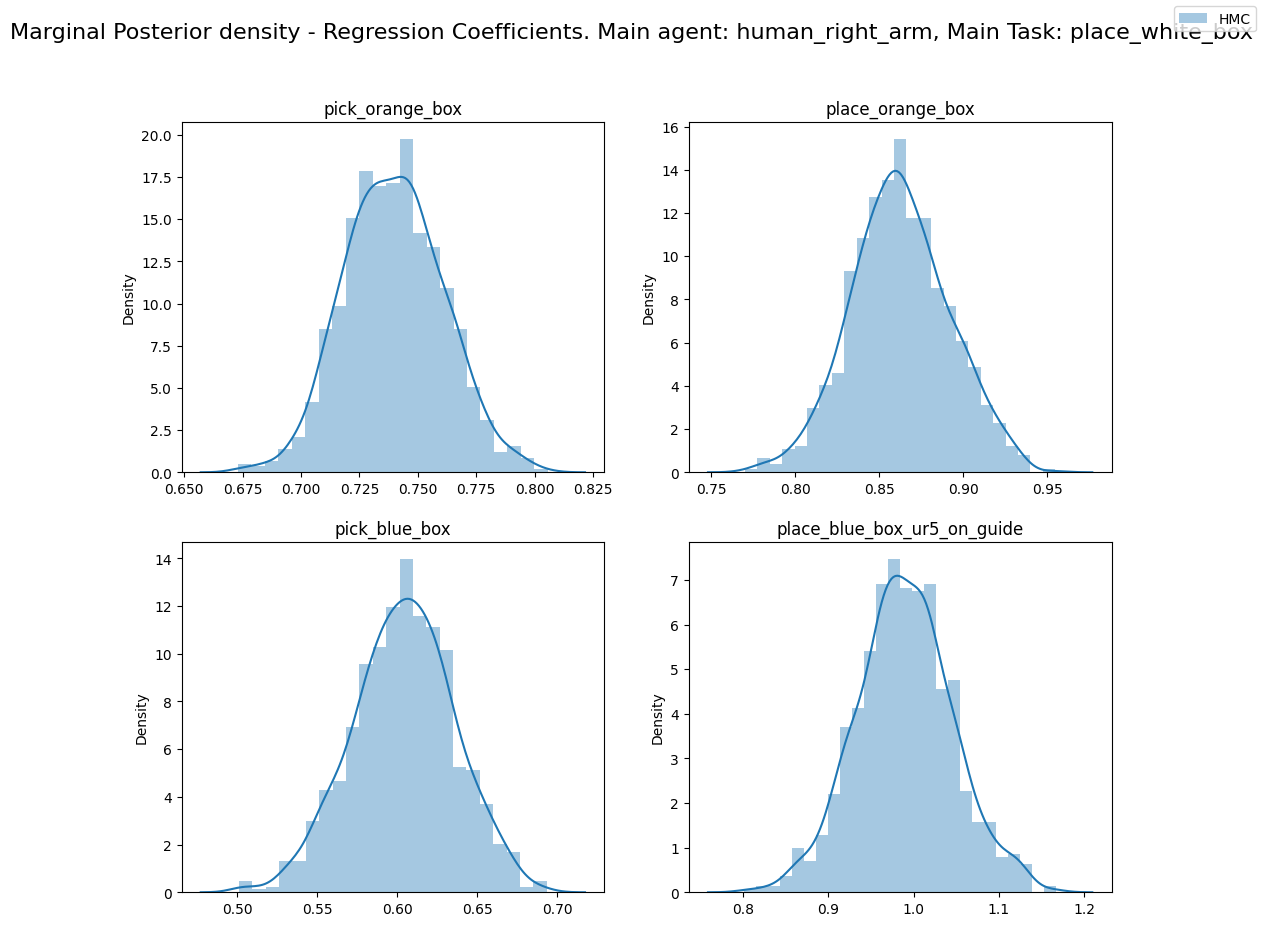 Marginal Posterior density - Regression Coefficients. Main agent: human_right_arm, Main Task: place_white_box
HMC
pick_orange_box
place_orange_box
Density
20.0
17.5
15.0
12.5
10.0
7.5
5.0
2.5
0.0
0.650 0.675 0.700 0.725 0.750 0.775 0.800 0.825
Density
16
14
12
10
8
6
4
2
0
0.75 0.80 0.85 0.90 0.95
pick_blue_box
place_blue_box_ur5_on_guide
Density
14
12
10
8
6
4
2
0
0.50 0.55 0.60 0.65 0.70
Density
7
6
5
4
3
2
1
0
0.8 0.9 1.0 1.1 1.2